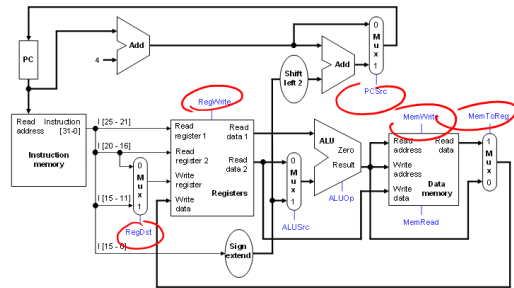 0
M
u
x
1
Add
PC
4
Add
Shift
left 2
PCSrc
RegWrite
MemWrite
MemToReg
Read
address
Instruction
[31-0]
Instruction
memory
I [25 - 21]
I [20 - 16]
I [15 - 11]
I [15 - 0]
0
M
u
x
1
RegDst
Read
register 1
Read
register 2
Write
register
Write
data
Read
data 1
Read
data 2
Registers
Sign
extend
0
M
u
x
1
ALUSrc
ALU
Zero
Result
ALUOp
Read
address
Write
address
Write
data
Read
data
Data
memory
MemRead
1
M
u
x
0